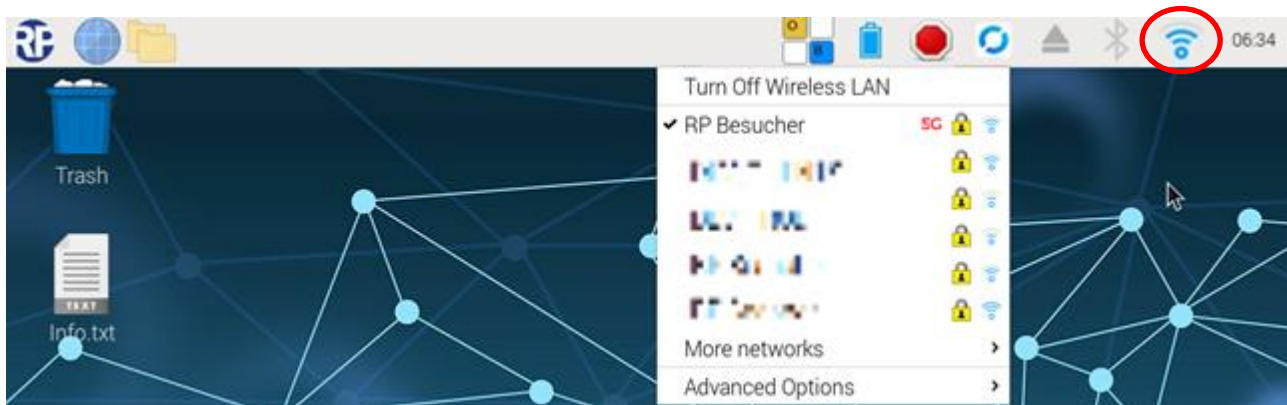 RP
O
B
06:34
Turn Off Wireless LAN
RP Besucher 5G
Trash
TEXT
Info.txt
More networks
Advanced Options